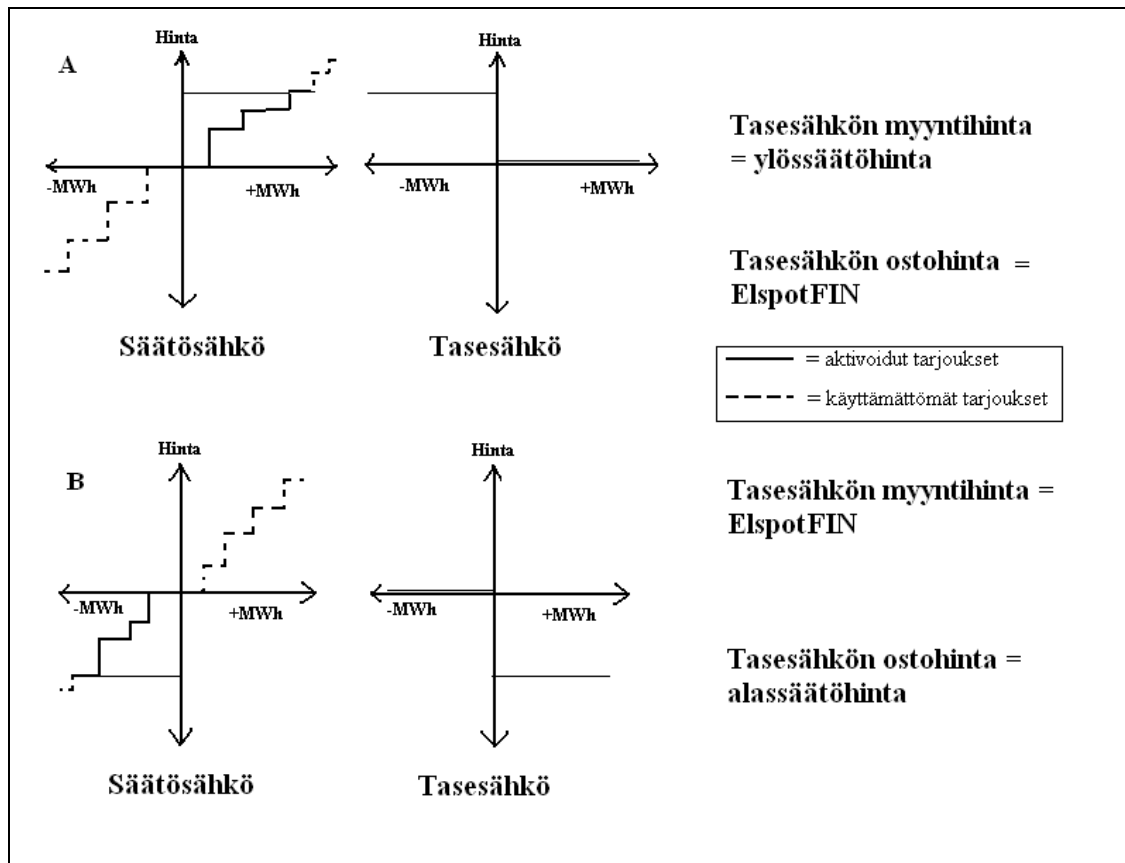 A
Hinta
Hinta
-MWh
+MWh
-MWh
+MWh
Säätösähkö
Tasesähkö
Tasesähkön myyntihinta
= ylössäätöhinta
Tasesähkön ostohinta =
ElspotFIN
= aktivoidut tarjoukset
= käyttämättömät tarjoukset
B
Hinta
Hinta
-MWh
+MWh
-MWh
+MWh
Säätösähkö
Tasesähkö
Tasesähkön myyntihinta =
ElspotFIN
Tasesähkön ostohinta =
alassäätöhinta